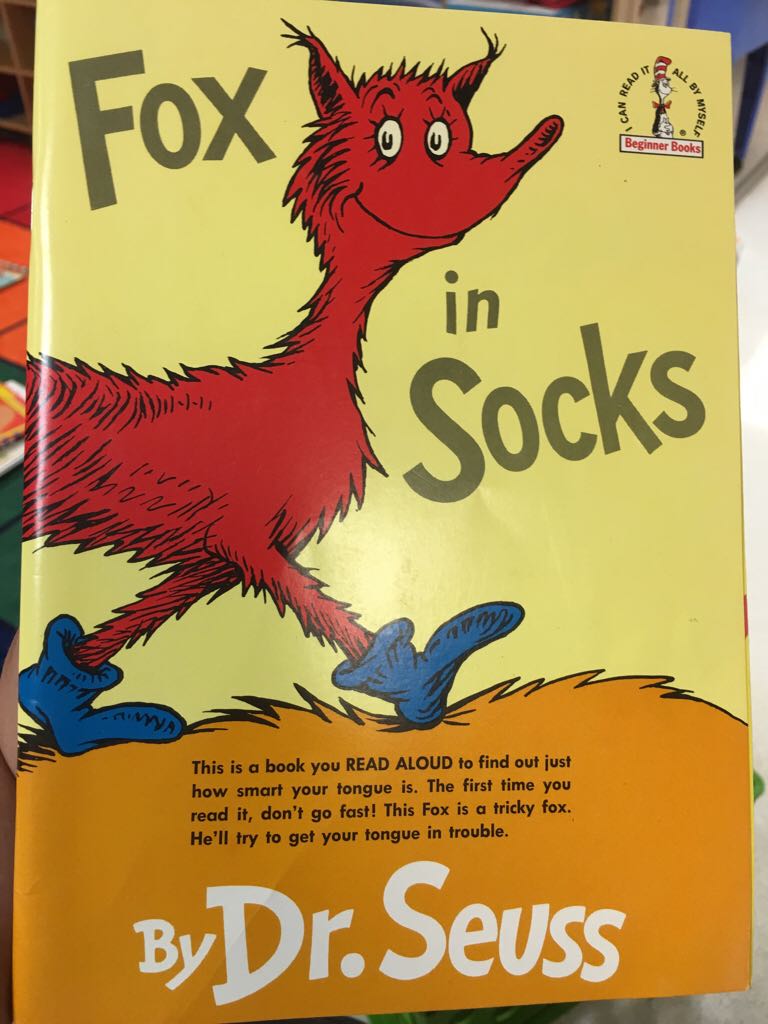 Fox
in
Socks
I CAN READ IT ALL BY MYSELF
®
Beginner Books
This is a book you READ ALOUD to find out just
how smart your tongue is. The first time you
read it, don't go fast! This Fox is a tricky fox.
He'll try to get your tongue in trouble.
By Dr. Seuss